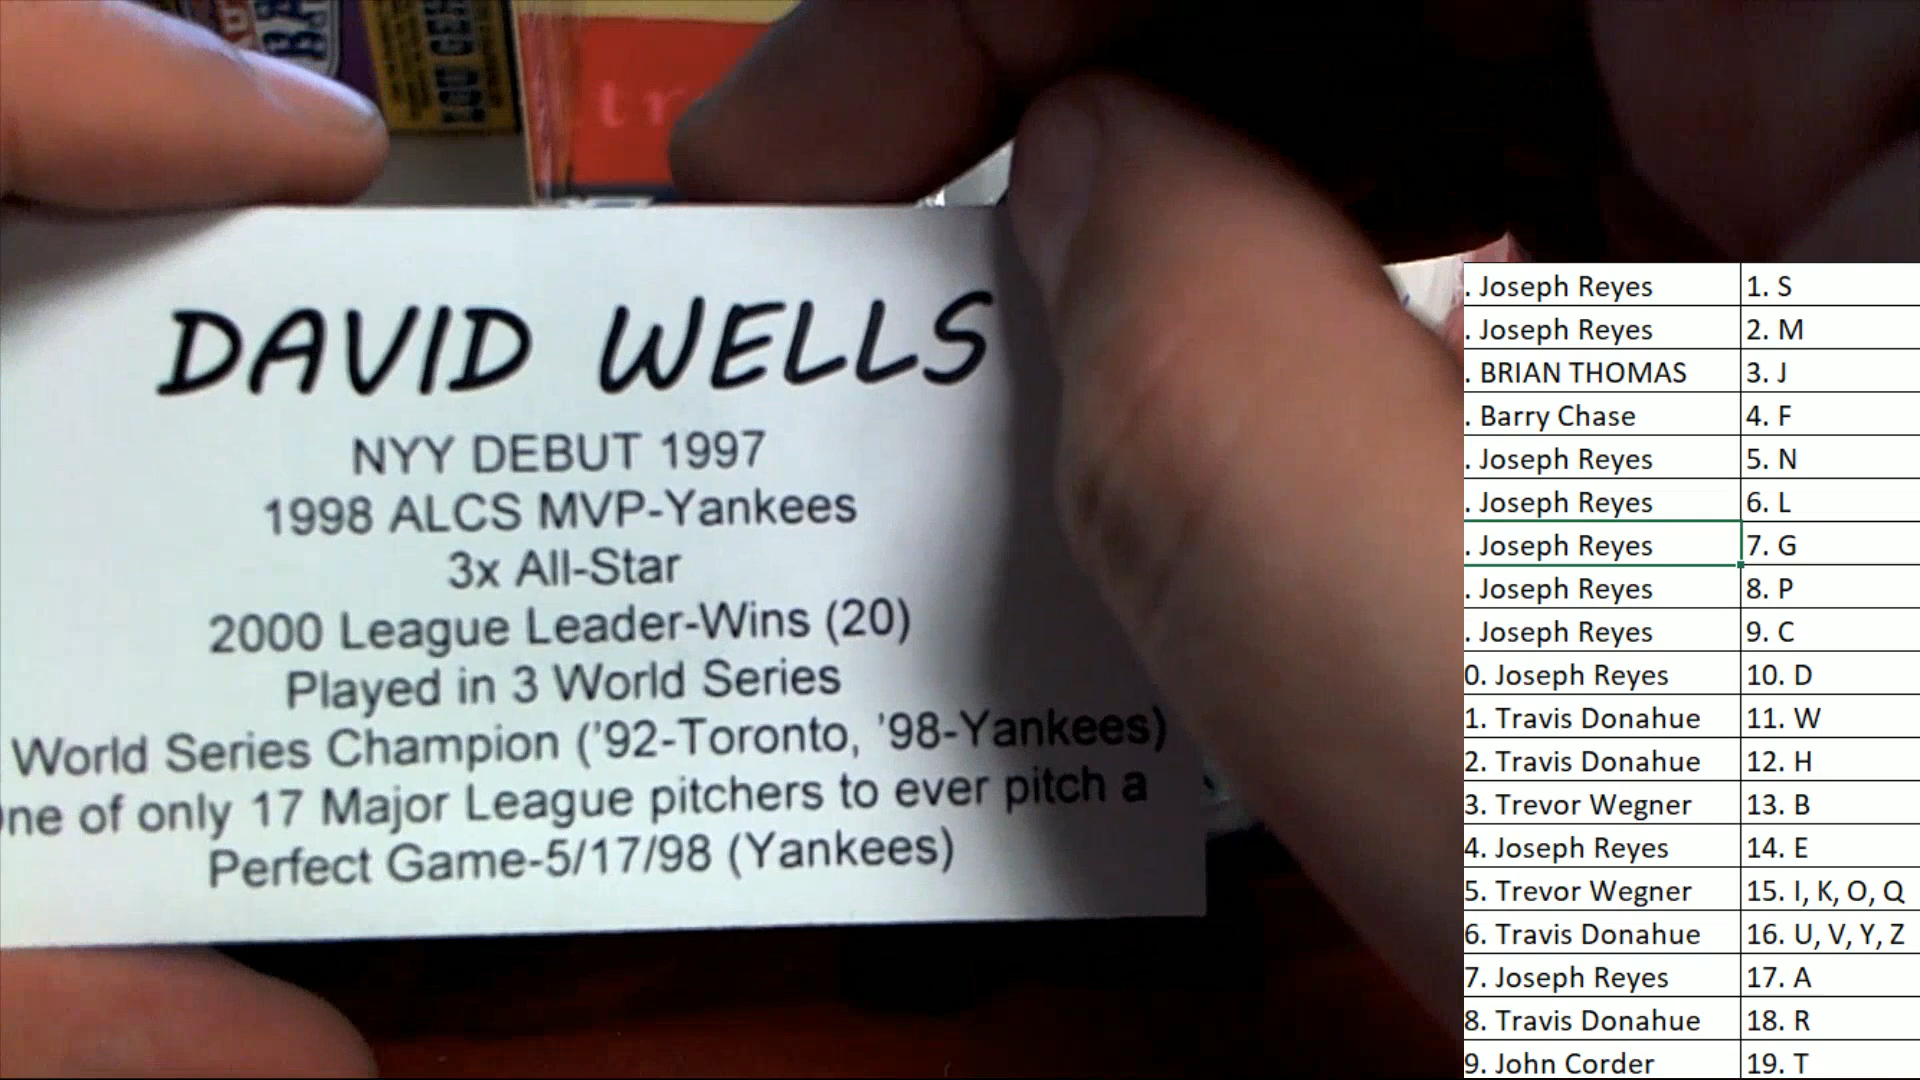 tr
DAVID WELLS
NYY DEBUT 1997
1998 ALCS MVP-Yankees
3x All-Star
2000 League Leader-Wins (20)
Played in 3 World Series
World Series Champion ('92-Toronto, '98-Yankees)
ne of only 17 Major League pitchers to ever pitch a
Perfect Game-5/17/98 (Yankees)
. Joseph Reyes 1. S
. Joseph Reyes 2. M
. BRIAN THOMAS 3. J
. Barry Chase 4. F
. Joseph Reyes 5. N
. Joseph Reyes 6. L
. Joseph Reyes 7. G
. Joseph Reyes 8. P
. Joseph Reyes 9. C
0. Joseph Reyes 10. D
1. Travis Donahue 11. W
2. Travis Donahue 12. H
3. Trevor Wegner 13. B
4. Joseph Reyes 14. E
5. Trevor Wegner 15. I, K, O, Q
6. Travis Donahue 16. U, V, Y, Z
7. Joseph Reyes 17. A
8. Travis Donahue 18. R
9. John Corder 19. T